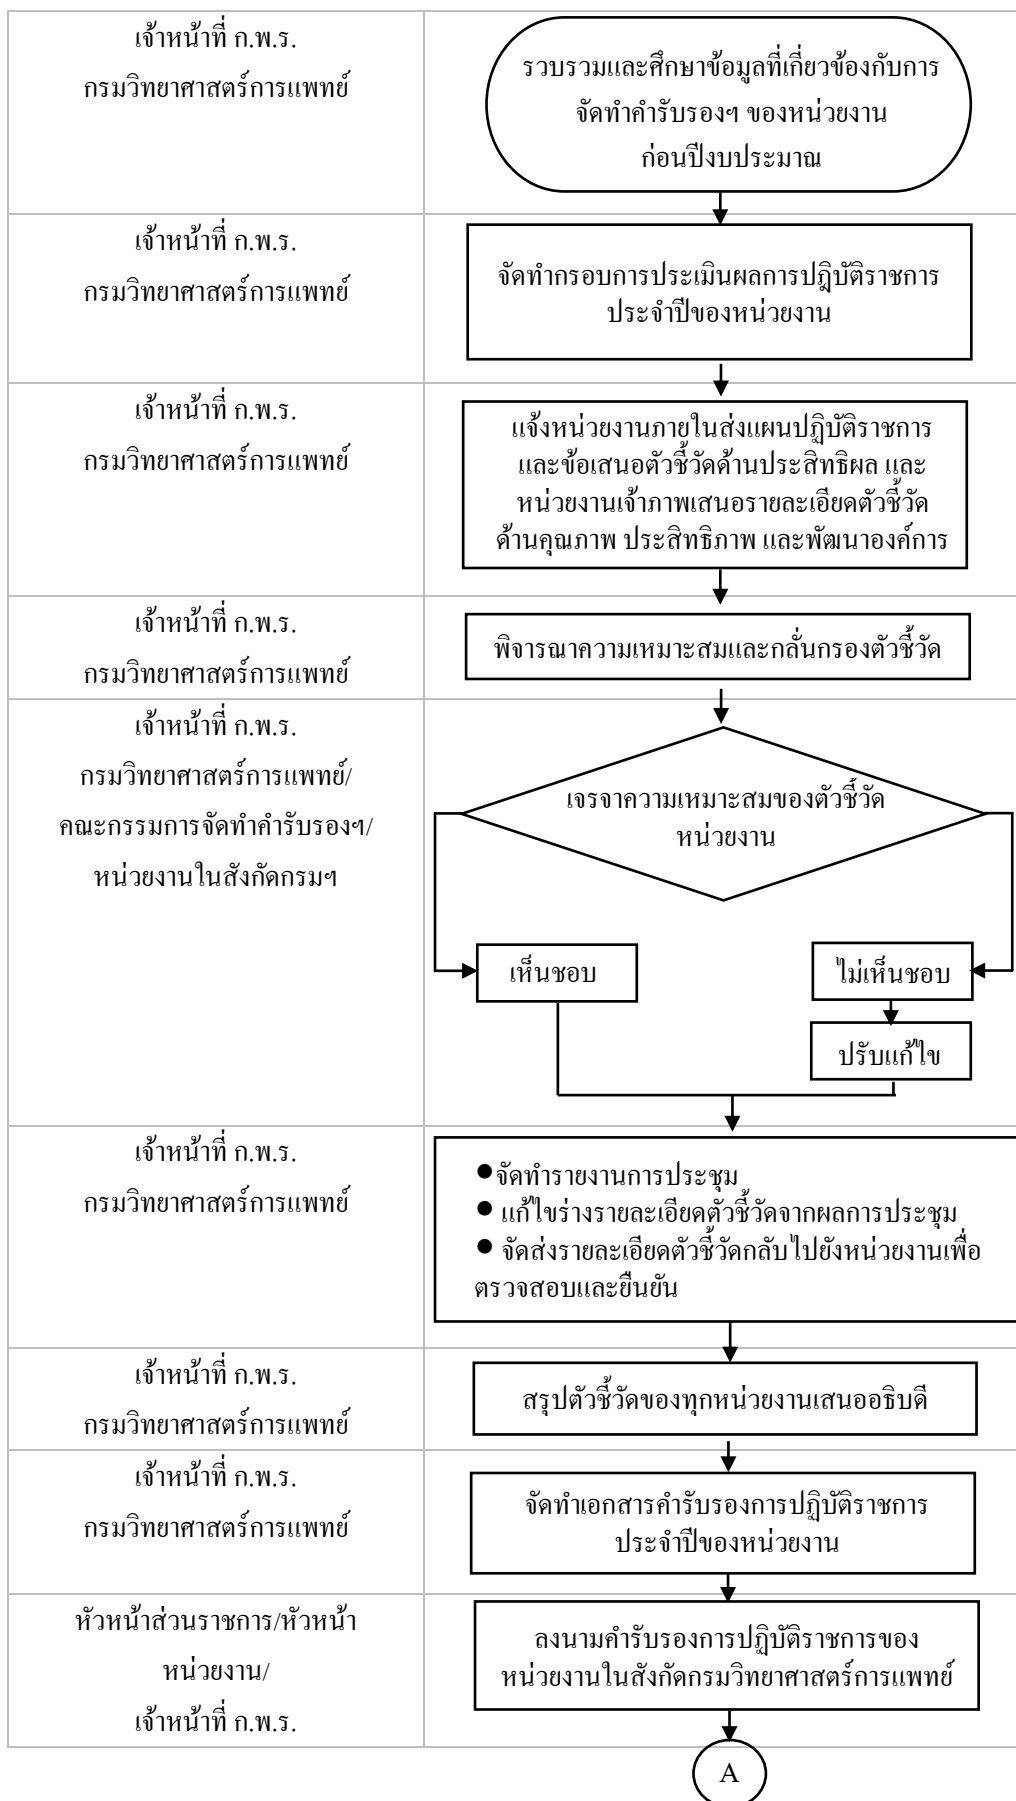 เจ้าหน้าที่ ก.พ.ร.
กรมวิทยาศาสตร์การแพทย์
รวบรวมและศึกษาข้อมูลที่เกี่ยวข้องกับการ
จัดทำคำรับรองฯ ของหน่วยงาน
ก่อนปีงบประมาณ
เจ้าหน้าที่ ก.พ.ร.
กรมวิทยาศาสตร์การแพทย์
จัดทำกรอบการประเมินผลการปฎิบัติราชการ
ประจำปีของหน่วยงาน
เจ้าหน้าที่ ก.พ.ร.
กรมวิทยาศาสตร์การแพทย์
แจ้งหน่วยงานภายในส่งแผนปฏิบัติราชการ
และข้อเสนอตัวชี้วัดด้านประสิทธิผล และ
หน่วยงานเจ้าภาพเสนอรายละเอียดตัวชี้วัด
ด้านคุณภาพ ประสิทธิภาพ และพัฒนาองค์การ
เจ้าหน้าที่ ก.พ.ร.
กรมวิทยาศาสตร์การแพทย์
พิจารณาความเหมาะสมและกลั่นกรองตัวชี้วัด
เจ้าหน้าที่ ก.พ.ร.
กรมวิทยาศาสตร์การแพทย์/
คณะกรรมการจัดทำคำรับรองฯ/
หน่วยงานในสังกัดกรมฯ
เจรจาความเหมาะสมของตัวชี้วัด
หน่วยงาน
เห็นชอบ
ไม่เห็นชอบ
ปรับแก้ไข
เจ้าหน้าที่ ก.พ.ร.
กรมวิทยาศาสตร์การแพทย์
●จัดทำรายงานการประชุม
● แก้ไขร่างรายละเอียดตัวชี้วัดจากผลการประชุม
● จัดส่งรายละเอียดตัวชี้วัดกลับไปยังหน่วยงานเพื่อ
ตรวจสอบและยืนยัน
เจ้าหน้าที่ ก.พ.ร.
กรมวิทยาศาสตร์การแพทย์
สรุปตัวชี้วัดของทุกหน่วยงานเสนออธิบดี
เจ้าหน้าที่ ก.พ.ร.
กรมวิทยาศาสตร์การแพทย์
จัดทำเอกสารคำรับรองการปฏิบัติราชการ
ประจำปีของหน่วยงาน
หัวหน้าส่วนราชการ/หัวหน้า
หน่วยงาน/
เจ้าหน้าที่ ก.พ.ร.
ลงนามคำรับรองการปฏิบัติราชการของ
หน่วยงานในสังกัดกรมวิทยาศาสตร์การแพทย์
A